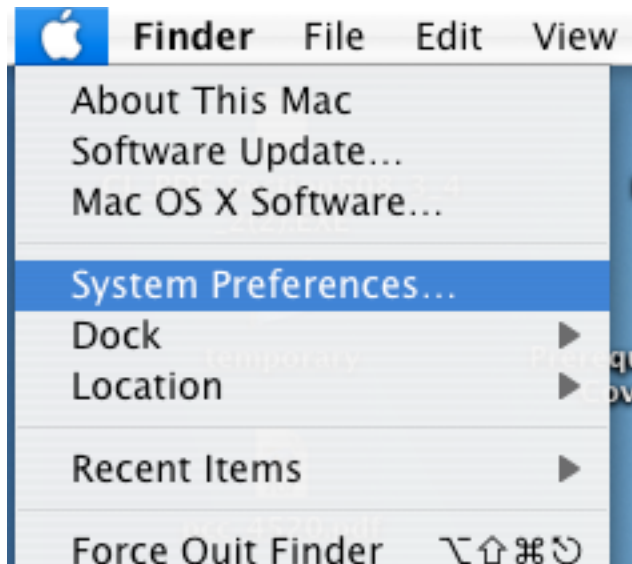 Finder File Edit View
About This Mac
Software Update...
Mac OS X Software...
System Preferences...
Dock
temporary
Location
Recent Items
Force Quit Finder ⌥⇧⌘⎋